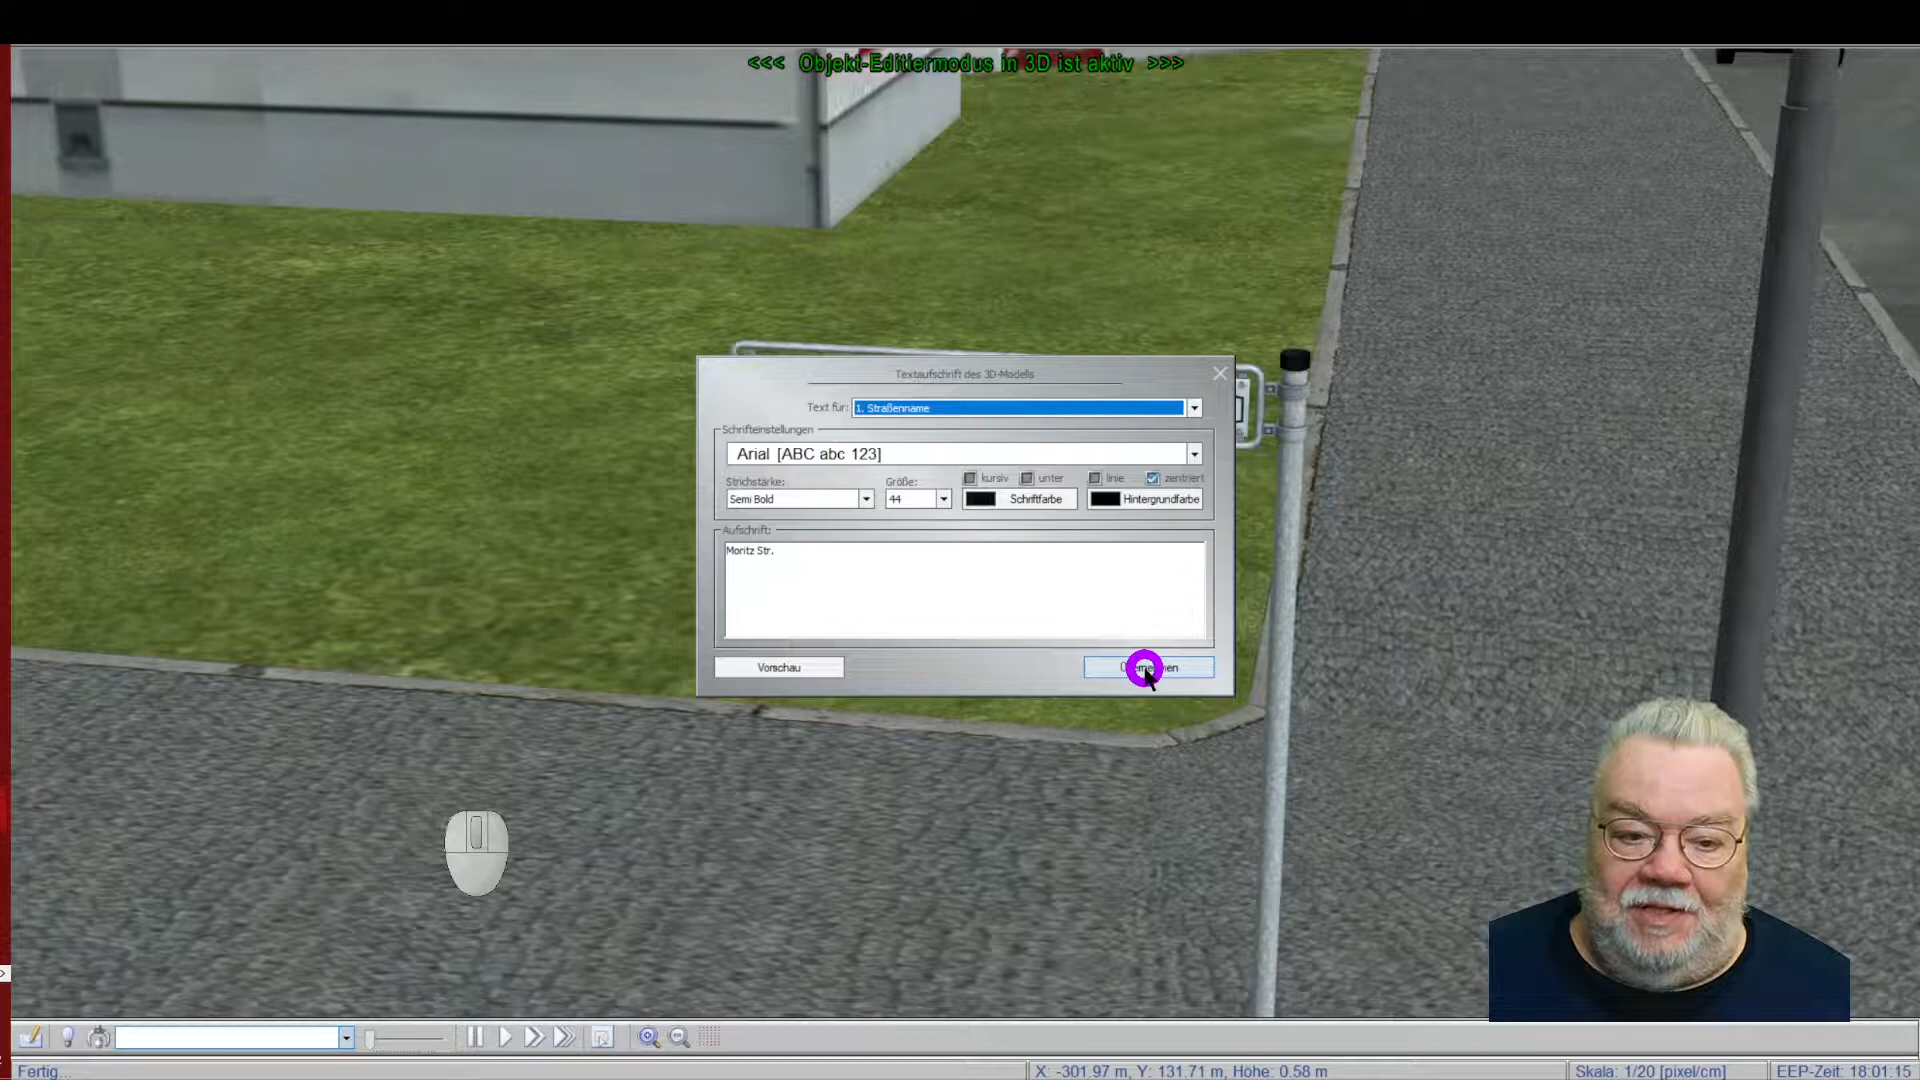 <<< Objekt-Editiermodus in 3D ist aktiv >>>
Textaufschrift des 3D-Modells
Text für: 1. Straßenname
Schrifteinstellungen
Arial [ABC abc 123]
Strichstärke: Größe: kursiv unter linie zentriert
Semi Bold 44 Schriftfarbe Hintergrundfarbe
Aufschrift:
Moritz Str.
Vorschau
Fertig...
X: -301.97 m, Y: 131.71 m, Höhe: 0.58 m
Skala: 1/20 [pixel/cm]
EEP-Zeit: 18:01:15